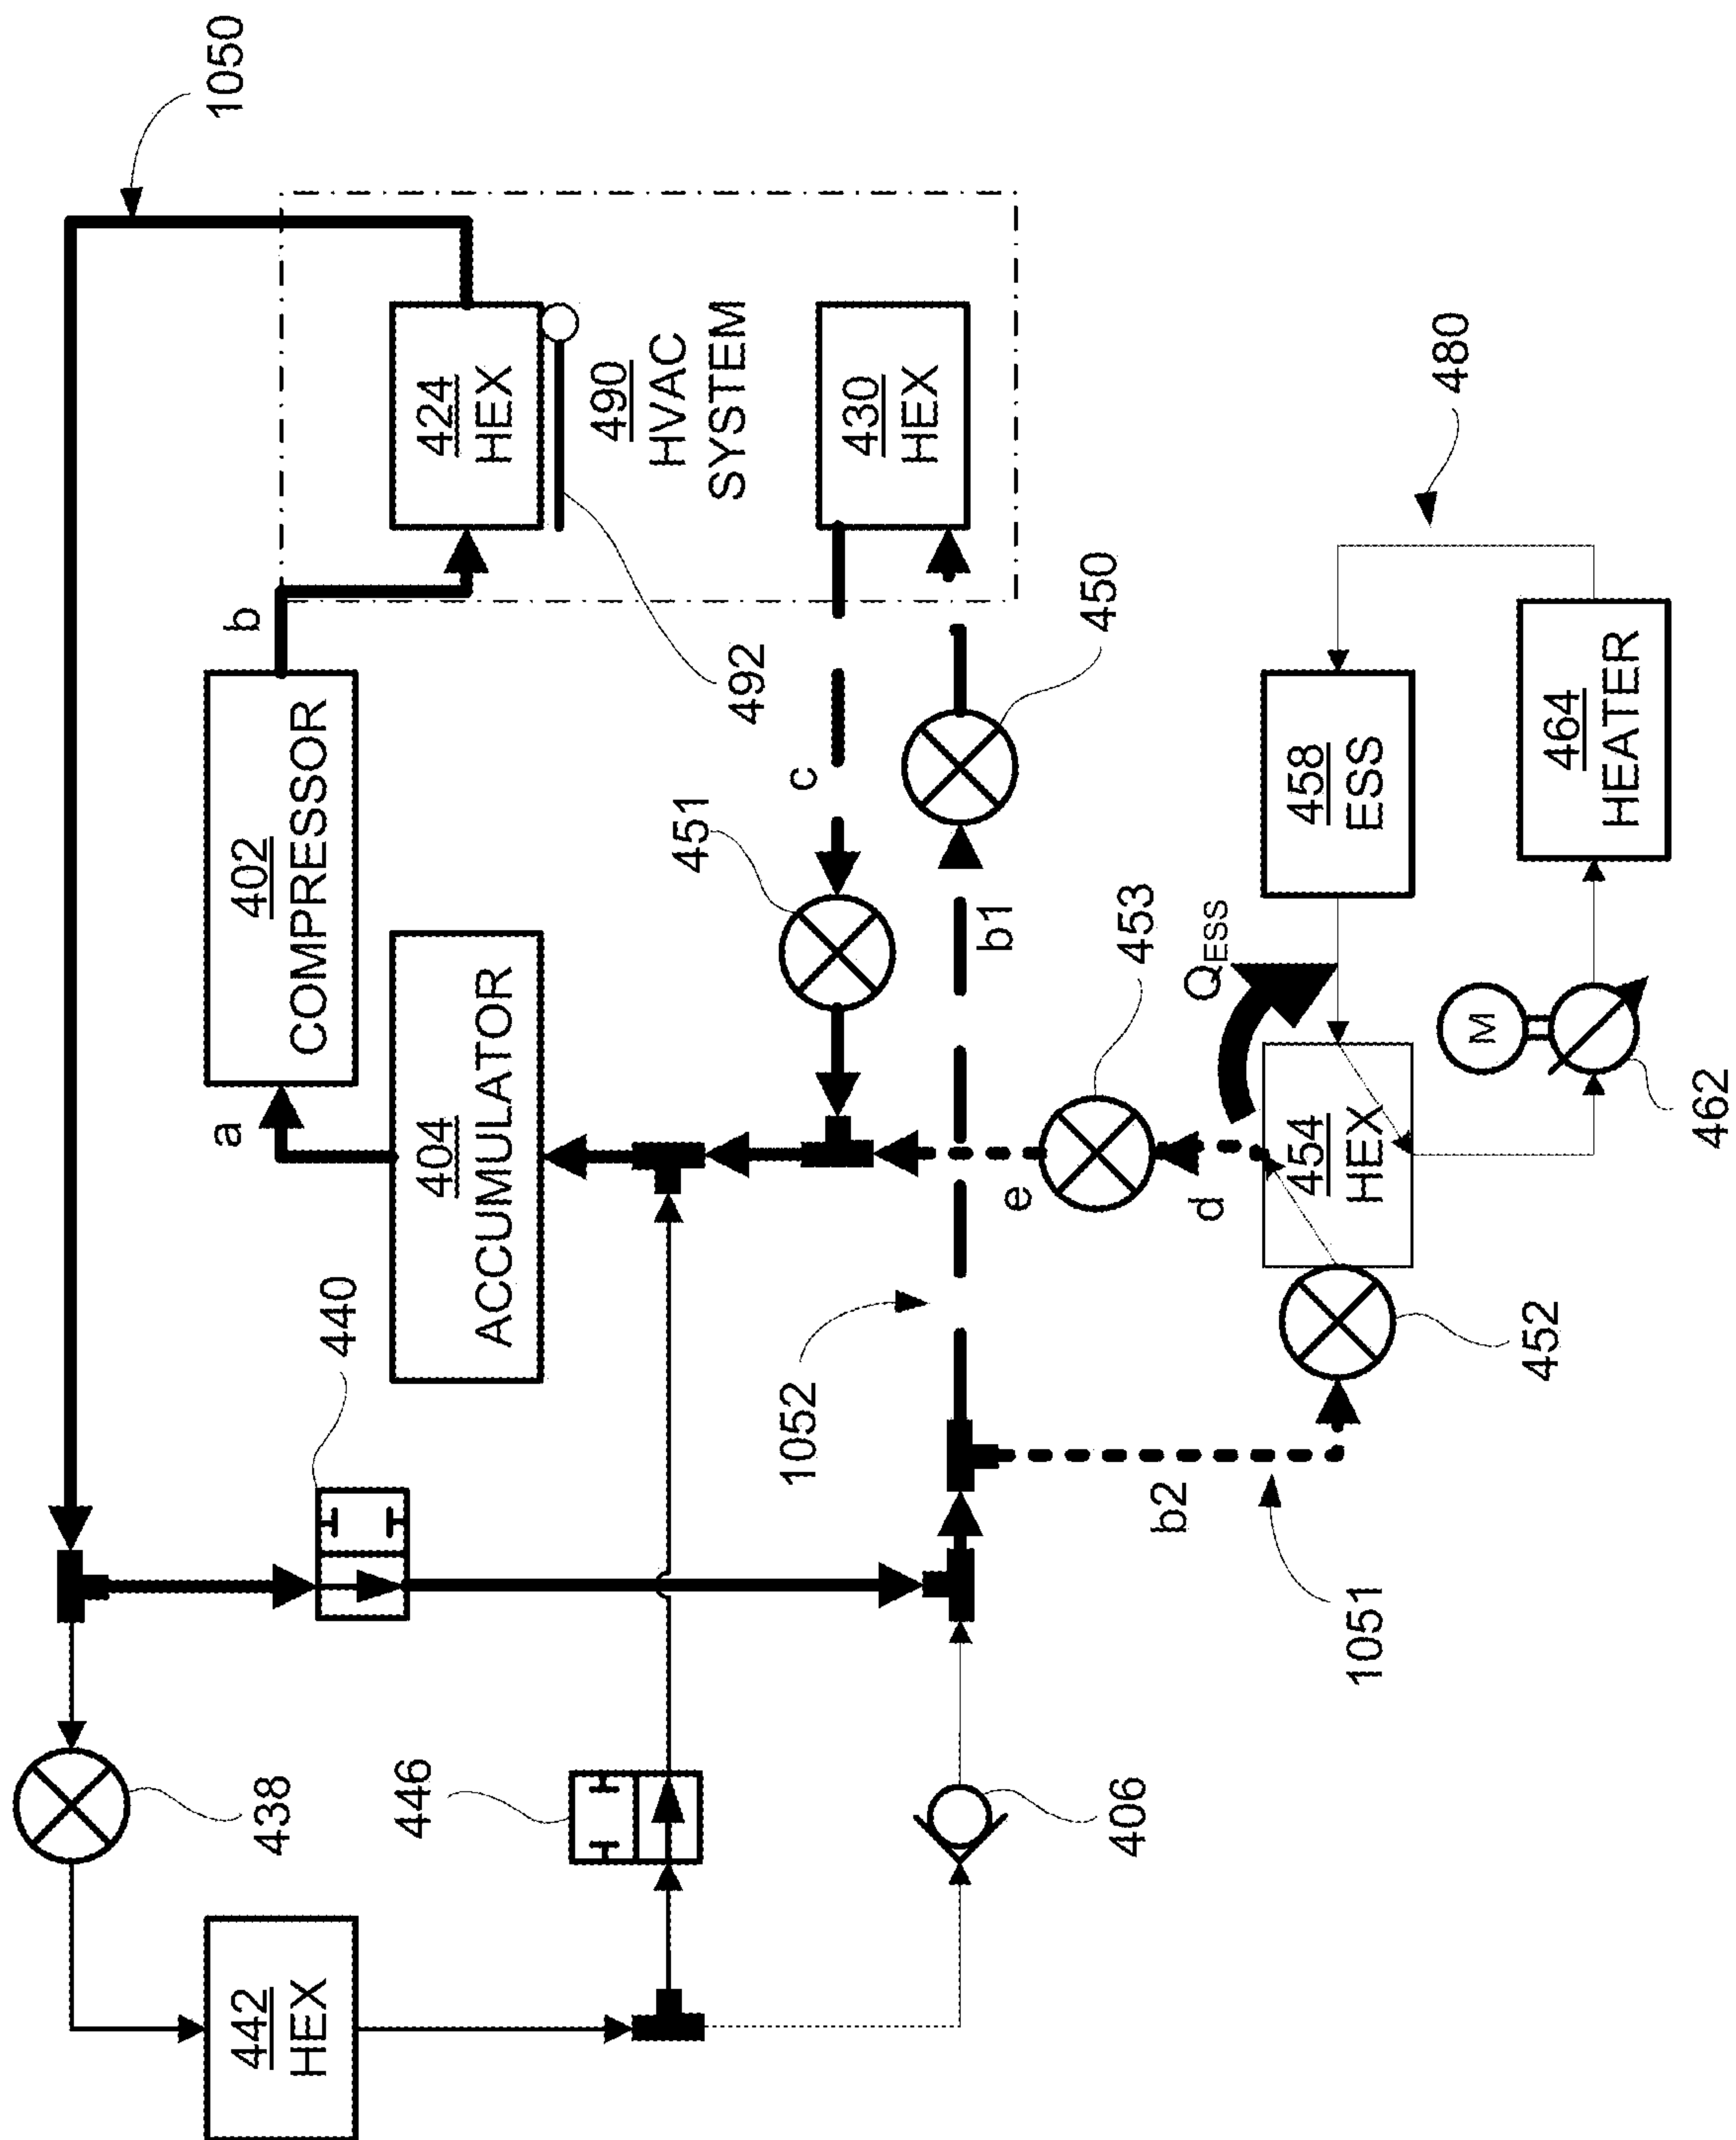 1050
b
402
COMPRESSOR
a
404
ACCUMULATOR
424
HEX
490
HVAC
SYSTEM
430
HEX
492
c
451
450
b1
440
438
442
HEX
446
406
1052
b2
1051
e
453
d
QESS
454
HEX
452
458
ESS
480
464
HEATER
M
462